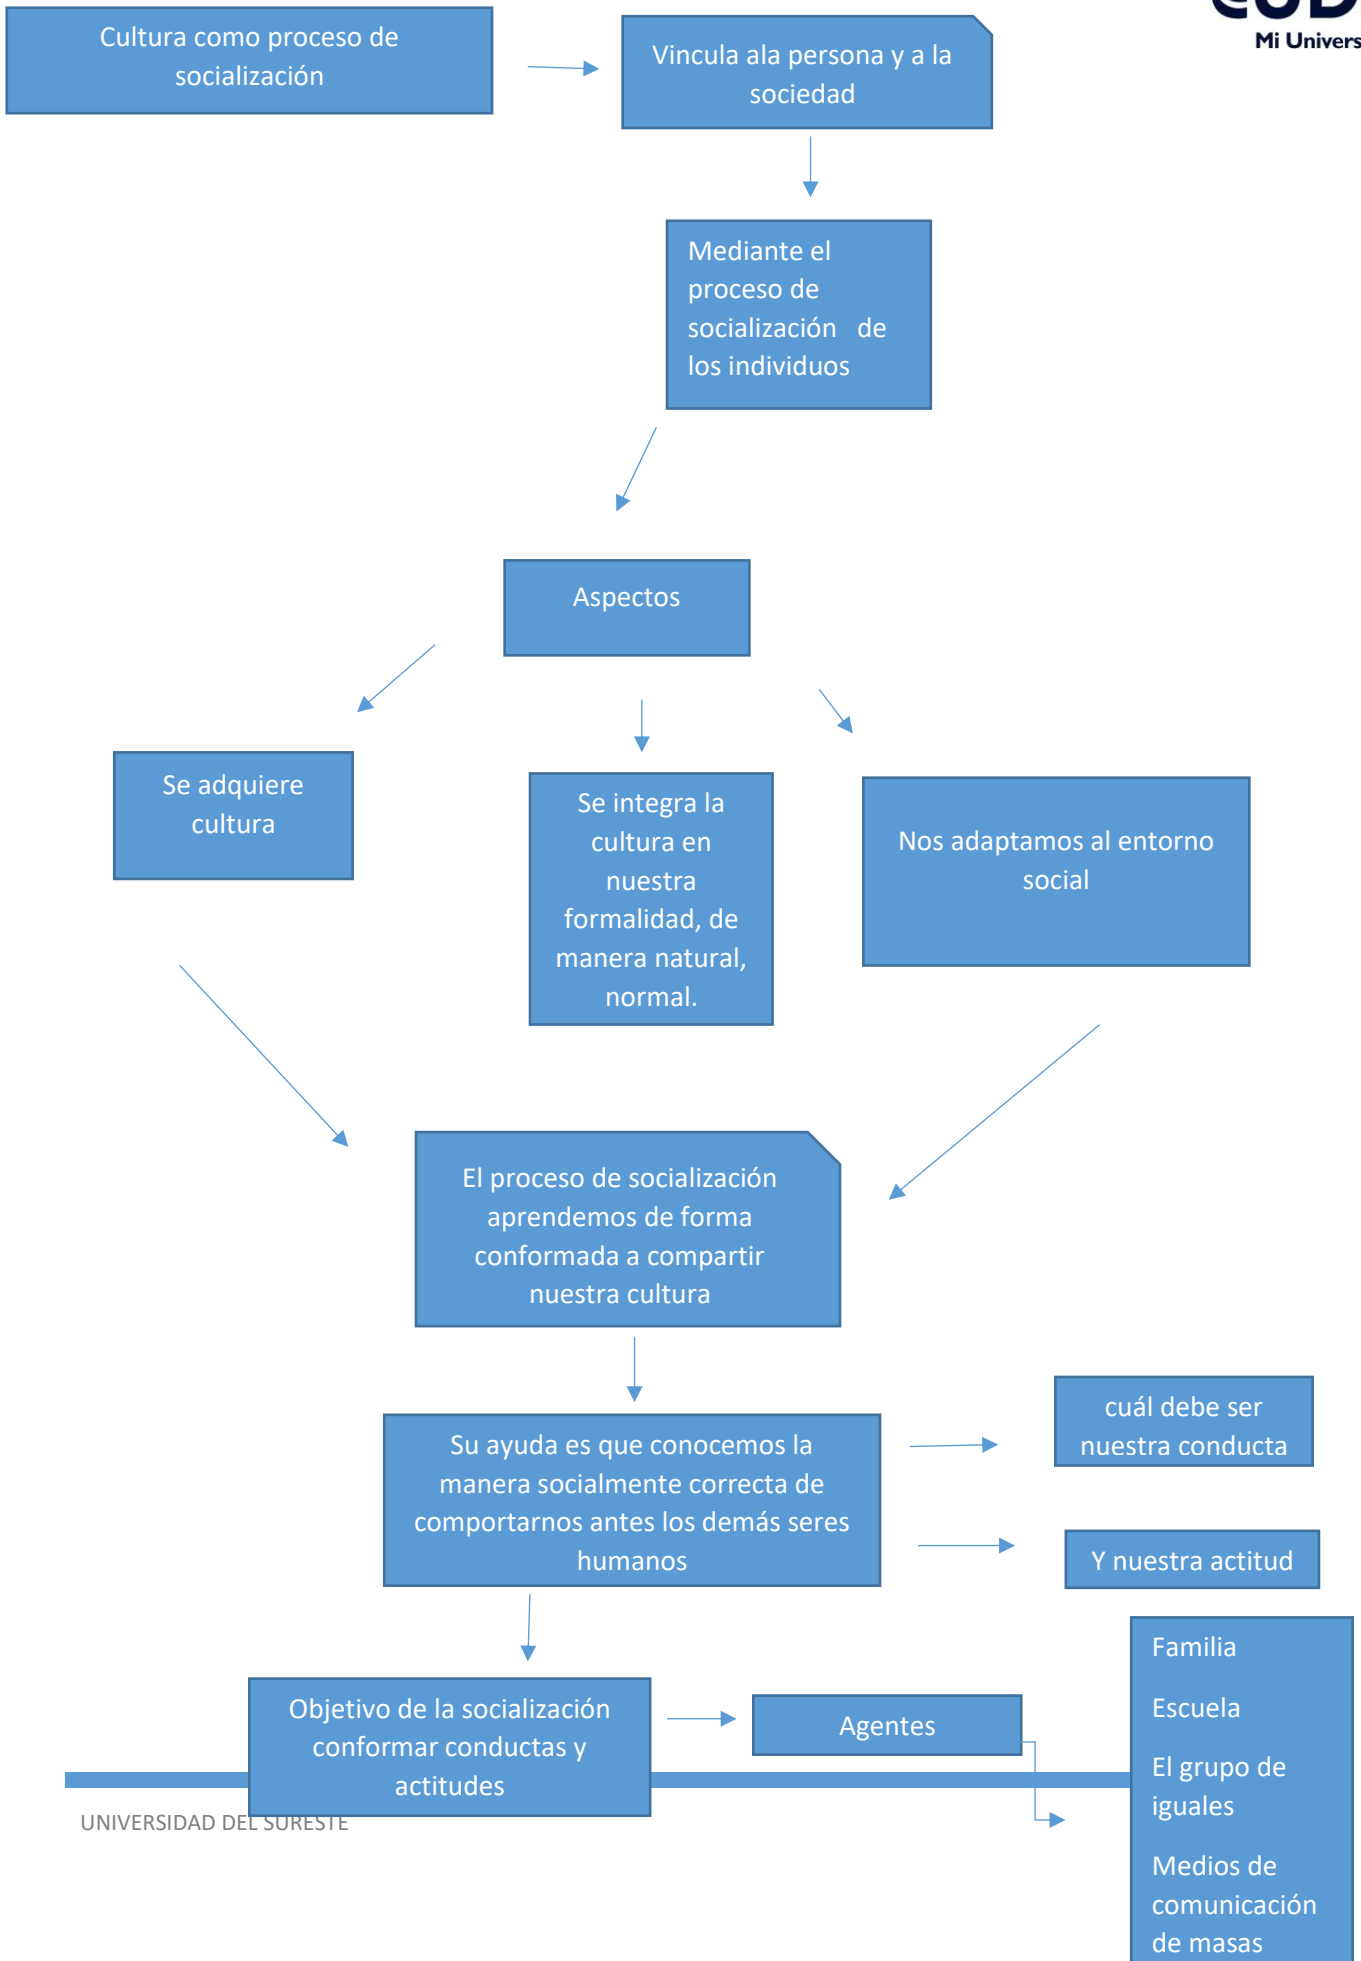 Mi Univers
Cultura como proceso de
socialización
Vincula ala persona y a la
sociedad
Mediante el
proceso de
socialización de
los individuos
Aspectos
Se adquiere
cultura
Se integra la
cultura en
nuestra
formalidad, de
manera natural,
normal.
Nos adaptamos al entorno
social
El proceso de socialización
aprendemos de forma
conformada a compartir
nuestra cultura
Su ayuda es que conocemos la
manera socialmente correcta de
comportarnos antes los demás seres
humanos
cuál debe ser
nuestra conducta
Y nuestra actitud
Objetivo de la socialización
conformar conductas y
actitudes
Agentes
Familia
Escuela
El grupo de
iguales
Medios de
comunicación
de masas
UNIVERSIDAD DEL SURESTE